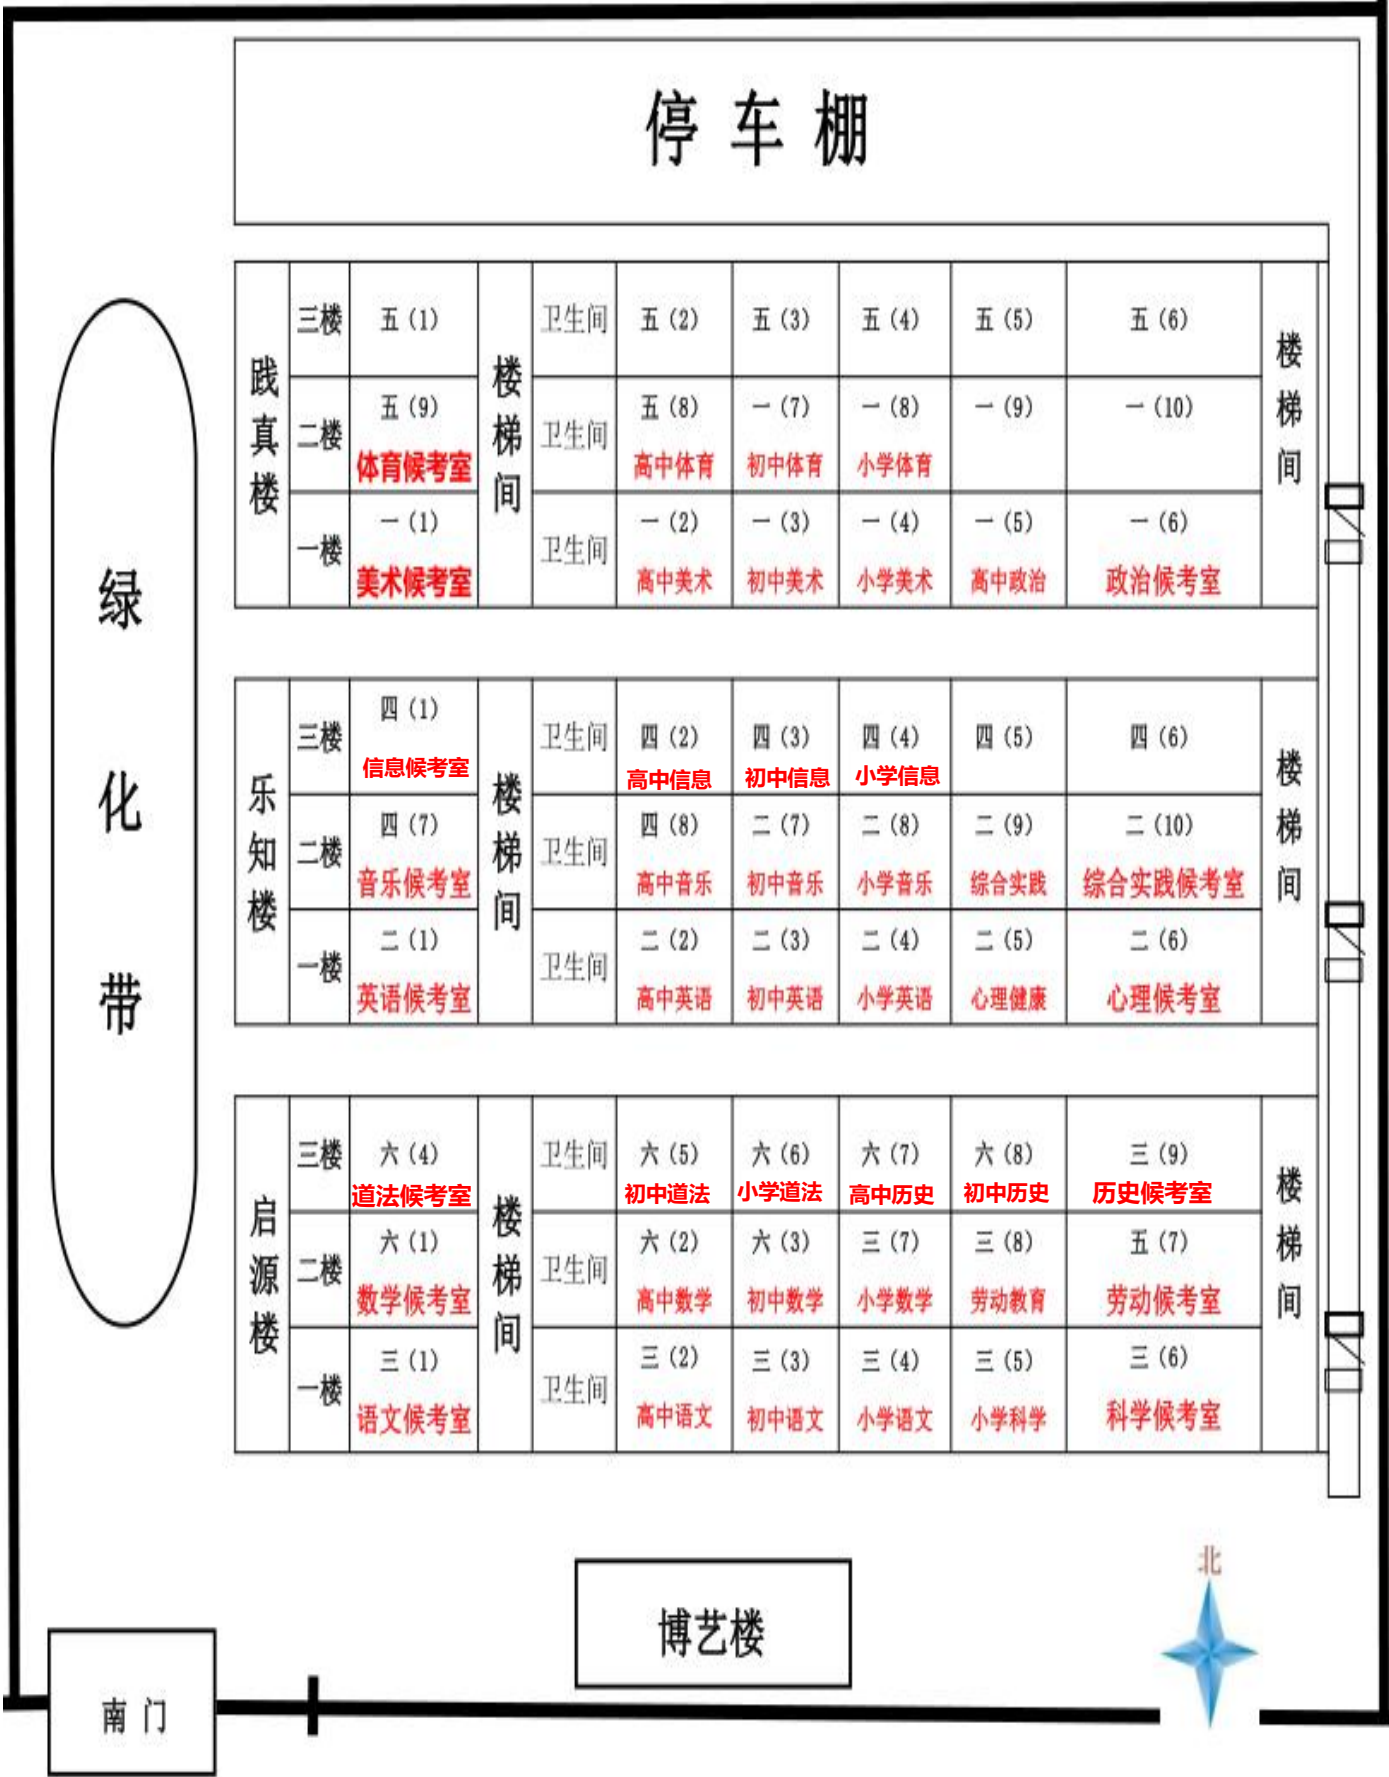 停车棚
践真楼
三楼 五（1） 楼梯间 卫生间 五（2） 五（3） 五（4） 五（5） 五（6） 楼梯间
二楼 五（9） 卫生间 五（8） 一（7） 一（8） 一（9） 一（10）
体育候考室 高中体育 初中体育 小学体育
一楼 一（1） 卫生间 一（2） 一（3） 一（4） 一（5） 一（6）
美术候考室 高中美术 初中美术 小学美术 高中政治 政治候考室
乐知楼
三楼 四（1） 楼梯间 卫生间 四（2） 四（3） 四（4） 四（5） 四（6） 楼梯间
信息候考室 高中信息 初中信息 小学信息
二楼 四（7） 卫生间 四（8） 二（7） 二（8） 二（9） 二（10）
音乐候考室 高中音乐 初中音乐 小学音乐 综合实践 综合实践候考室
一楼 二（1） 卫生间 二（2） 二（3） 二（4） 二（5） 二（6）
英语候考室 高中英语 初中英语 小学英语 心理健康 心理候考室
启源楼
三楼 六（4） 楼梯间 卫生间 六（5） 六（6） 六（7） 六（8） 三（9） 楼梯间
道法候考室 初中道法 小学道法 高中历史 初中历史 历史候考室
二楼 六（1） 卫生间 六（2） 六（3） 三（7） 三（8） 五（7）
数学候考室 高中数学 初中数学 小学数学 劳动教育 劳动候考室
一楼 三（1） 卫生间 三（2） 三（3） 三（4） 三（5） 三（6）
语文候考室 高中语文 初中语文 小学语文 小学科学 科学候考室
绿化带
北
博艺楼
南门